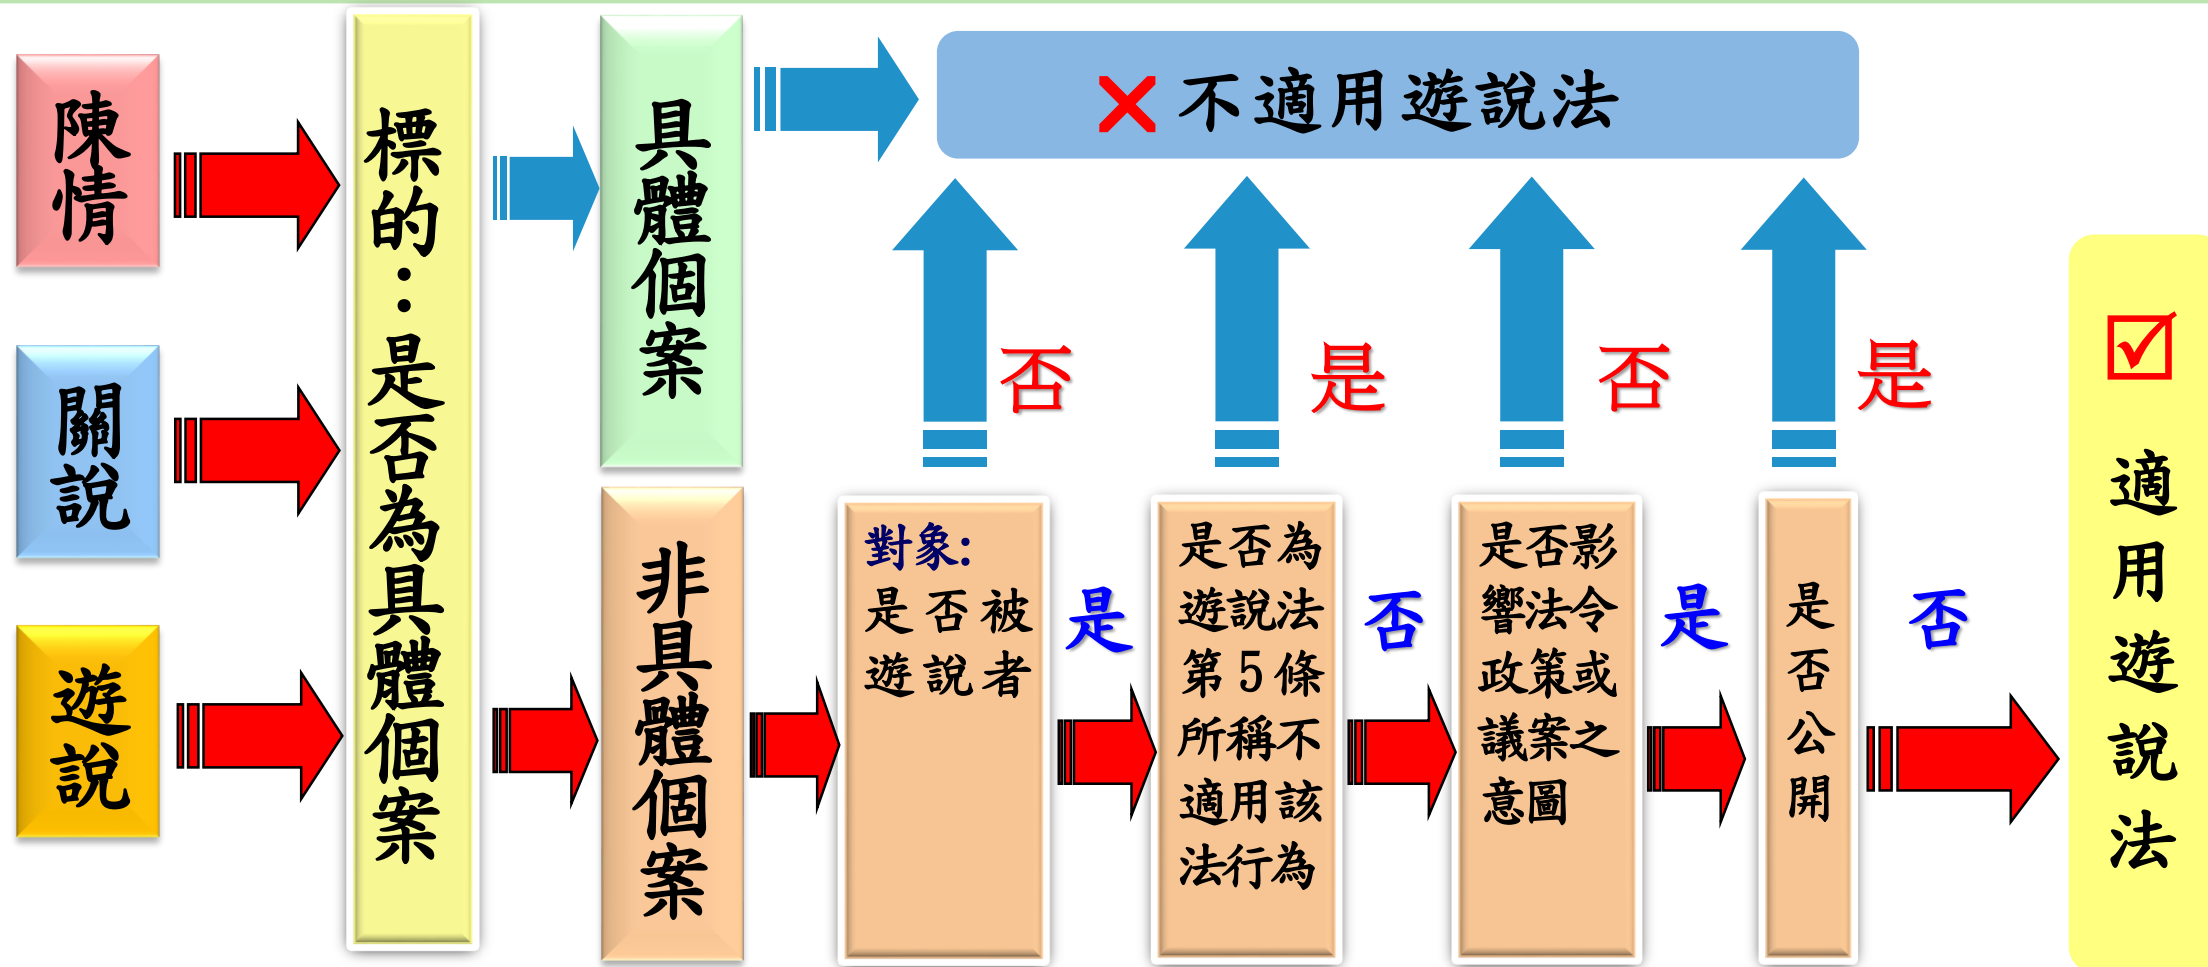 陳情
關說
遊說
標的：是否為具體個案
具體個案
非具體個案
不適用遊說法
否
是
否
是
對象:
是否被
遊說者
是
是否為
遊說法
第5條
所稱不
適用該
法行為
否
是否影
響法令
政策或
議案之
意圖
是
是否公開
否
適用遊說法